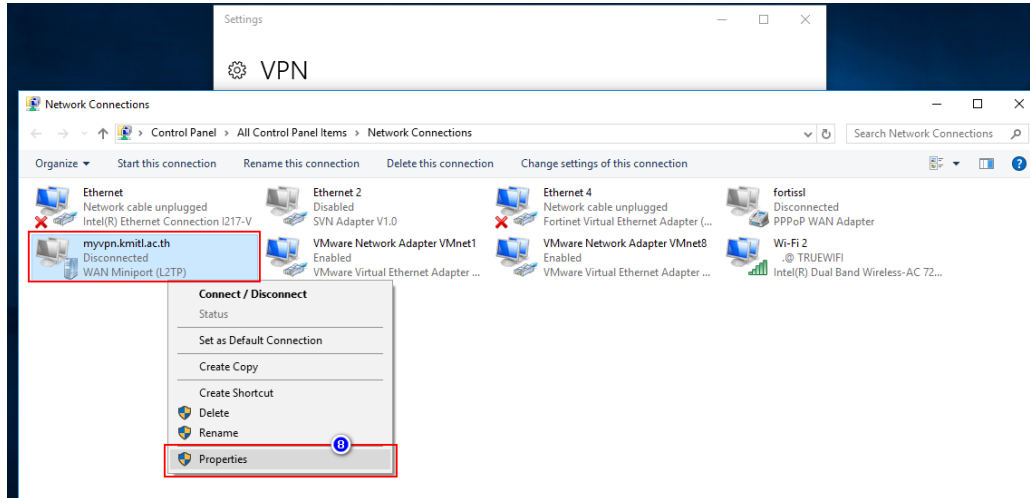 Settings
VPN
Network Connections
Control Panel > All Control Panel Items > Network Connections
Search Network Connections
Organize
Start this connection
Rename this connection
Delete this connection
Change settings of this connection
Ethernet
Network cable unplugged
Intel(R) Ethernet Connection I217-V
Ethernet 2
Disabled
SVN Adapter V1.0
Ethernet 4
Network cable unplugged
Fortinet Virtual Ethernet Adapter (...
fortissl
Disconnected
PPPoP WAN Adapter
myvpn.kmitl.ac.th
Disconnected
WAN Miniport (L2TP)
VMware Network Adapter VMnet1
Enabled
VMware Virtual Ethernet Adapter ...
VMware Network Adapter VMnet8
Enabled
VMware Virtual Ethernet Adapter ...
Wi-Fi 2
.@ TRUEWIFI
Intel(R) Dual Band Wireless-AC 72...
Connect / Disconnect
Status
Set as Default Connection
Create Copy
Create Shortcut
Delete
Rename
8
Properties